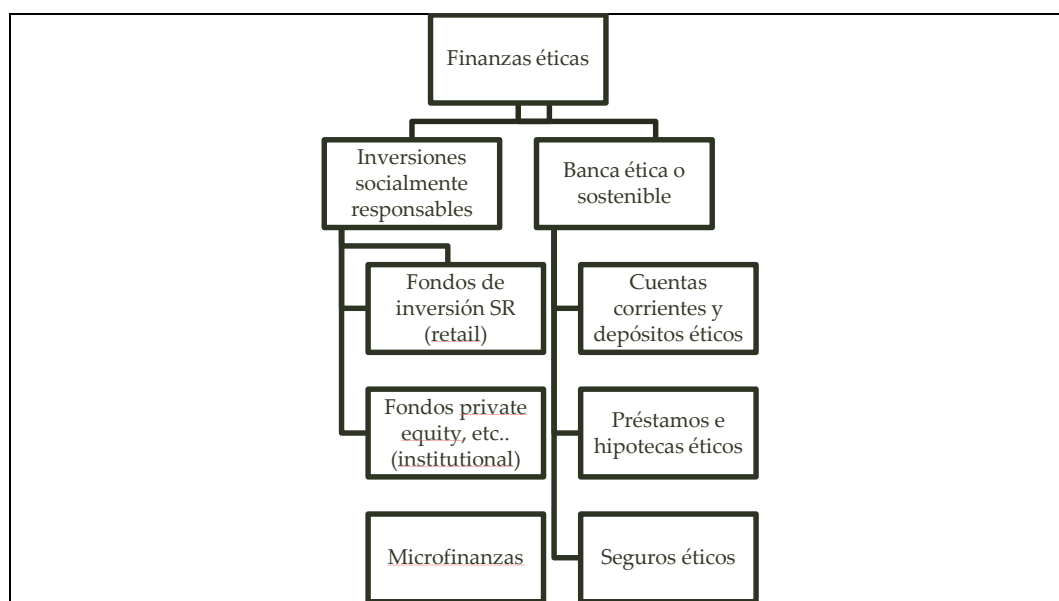 Finanzas éticas
Inversiones
socialmente
responsables
Banca ética o
sostenible
Fondos de
inversión SR
(retail)
Cuentas
corrientes y
depósitos éticos
Fondos private
equity, etc..
(institutional)
Préstamos e
hipotecas éticos
Microfinanzas
Seguros éticos